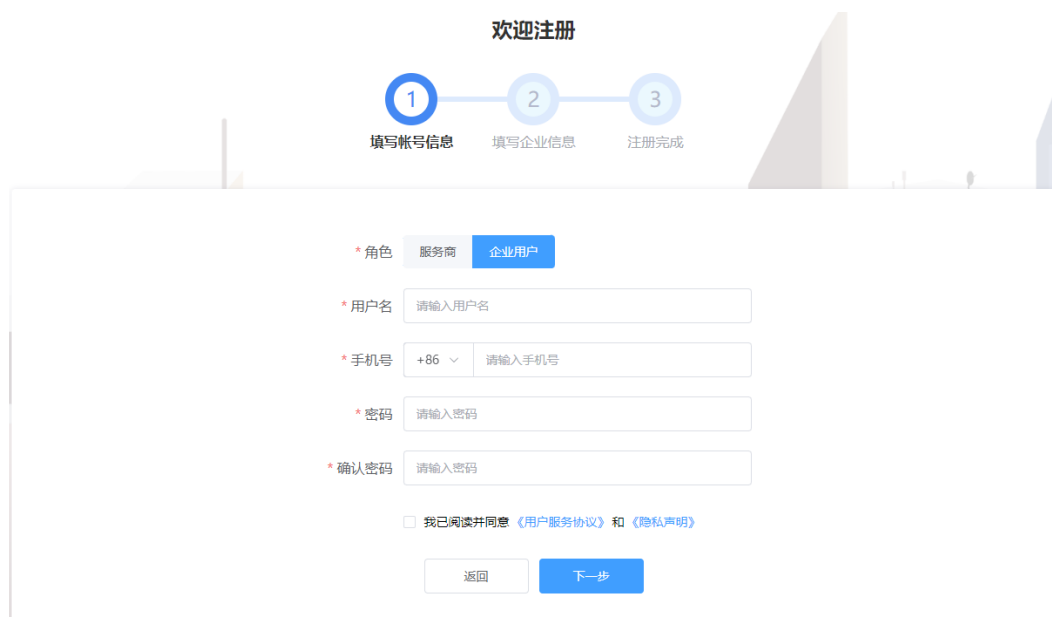 欢迎注册
1 2 3
填写帐号信息 填写企业信息 注册完成
* 角色 服务商 企业用户
* 用户名 请输入用户名
* 手机号 +86 请输入手机号
* 密码 请输入密码
* 确认密码 请输入密码
我已阅读并同意 《用户服务协议》 和 《隐私声明》
返回 下一步